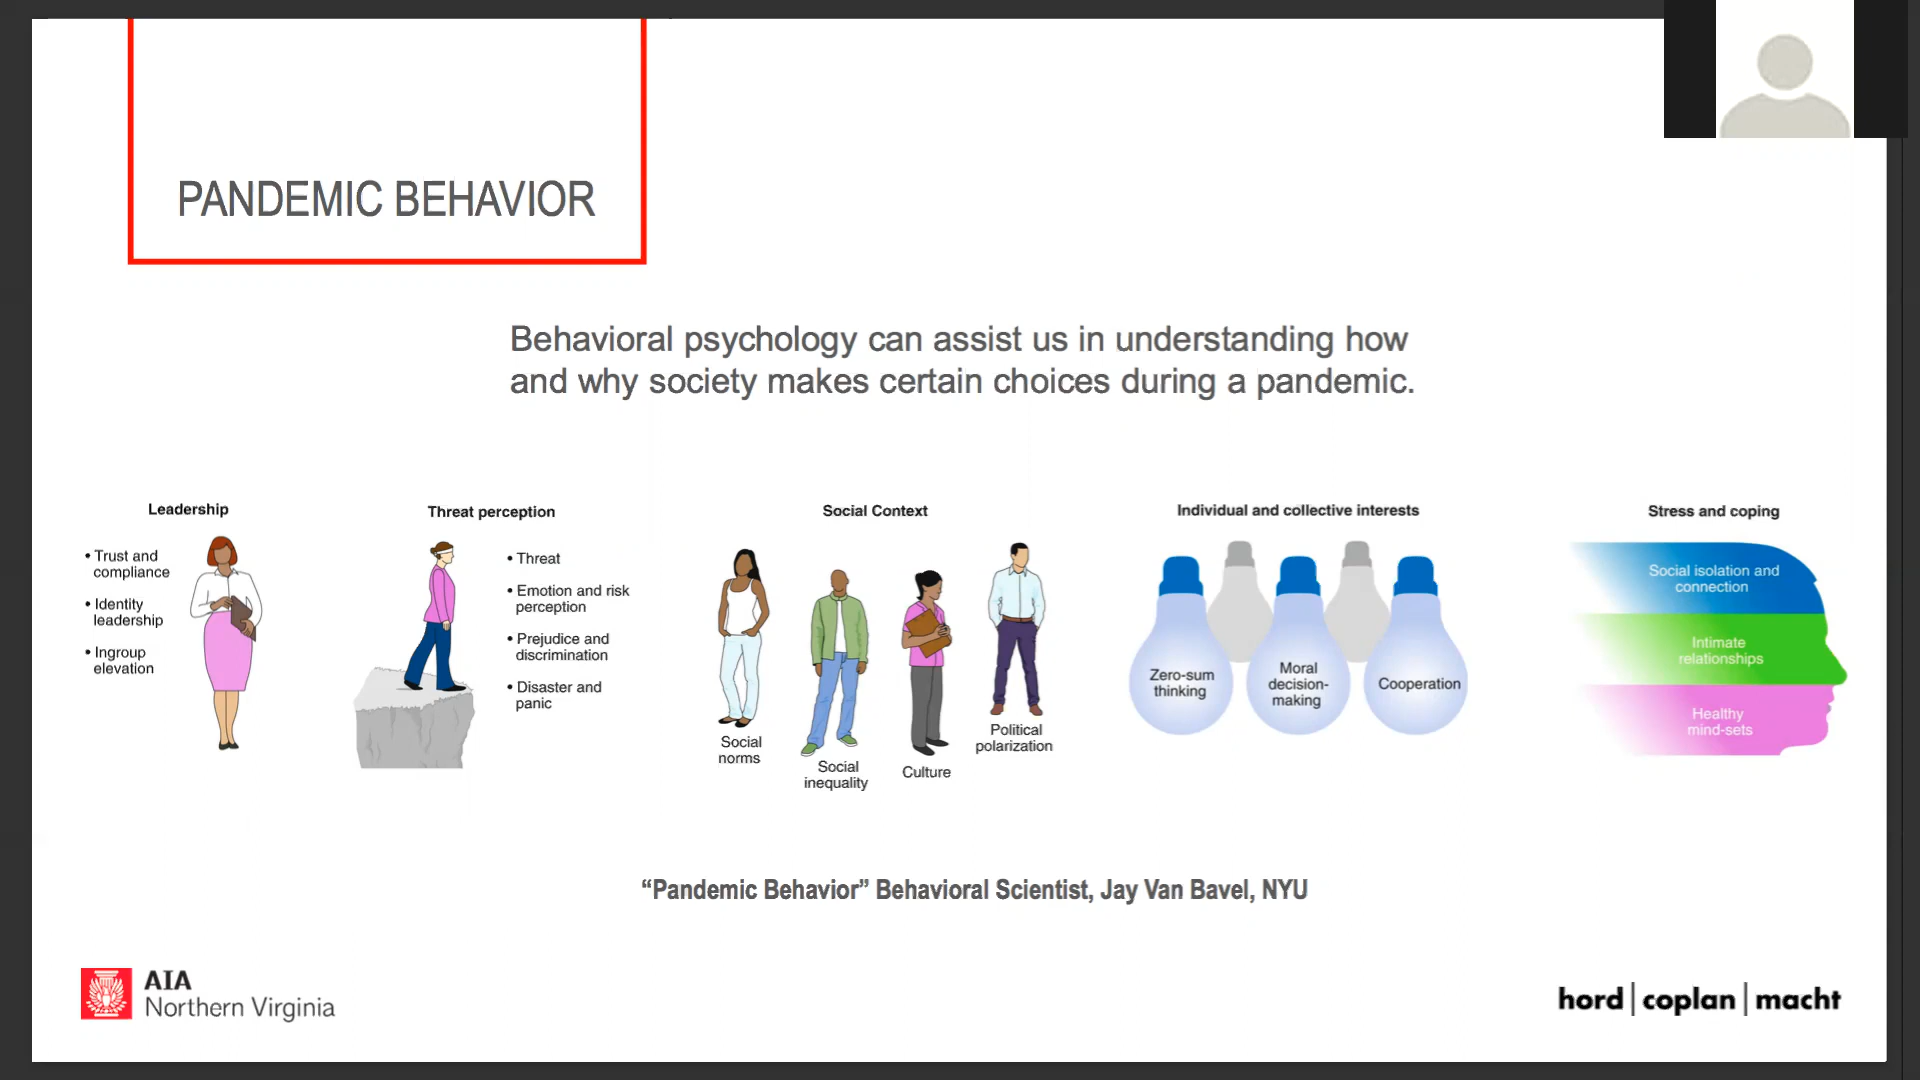 PANDEMIC BEHAVIOR
Behavioral psychology can assist us in understanding how
and why society makes certain choices during a pandemic.
Leadership
• Trust and
compliance
• Identity
leadership
• Ingroup
elevation
Threat perception
• Threat
• Emotion and risk
perception
• Prejudice and
discrimination
• Disaster and
panic
Social Context
Social
norms
Social
inequality
Culture
Political
polarization
Individual and collective interests
Zero-sum
thinking
Moral
decision-
making
Cooperation
Stress and coping
Social isolation and
connection
Intimate
relationships
Healthy
mind-sets
“Pandemic Behavior” Behavioral Scientist, Jay Van Bavel, NYU
AIA
Northern Virginia
hord | coplan | macht